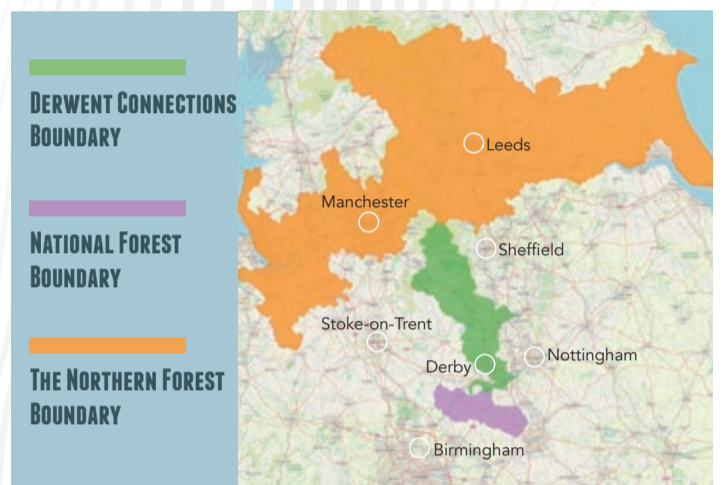 DERWENT CONNECTIONS
BOUNDARY
NATIONAL FOREST
BOUNDARY
THE NORTHERN FOREST
BOUNDARY
Leeds
Manchester
Sheffield
Stoke-on-Trent
Nottingham
Derby
Birmingham